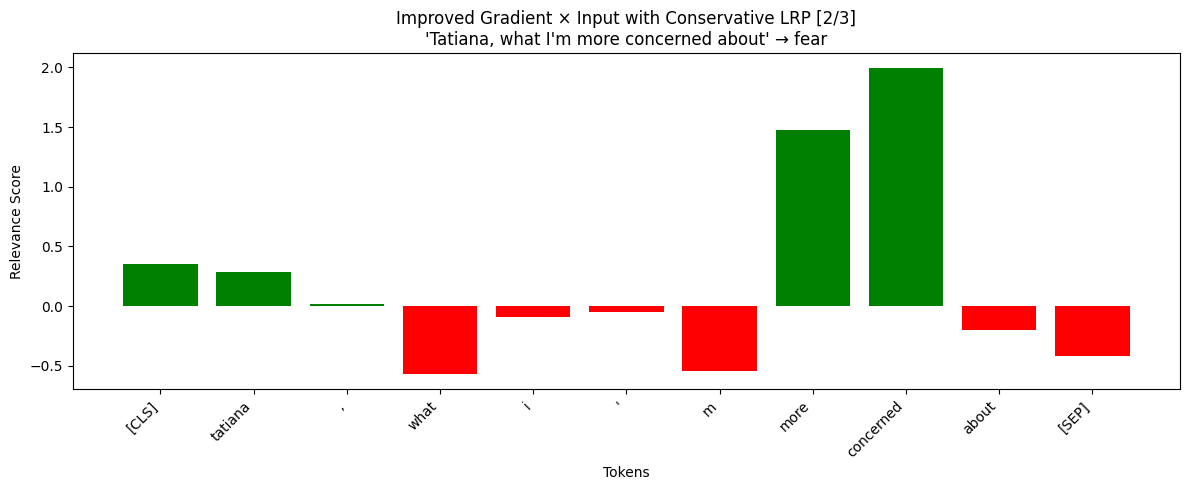 Improved Gradient × Input with Conservative LRP [2/3]
'Tatiana, what I'm more concerned about' → fear
Relevance Score
2.0
1.5
1.0
0.5
0.0
−0.5
[CLS]
tatiana
,
what
i
'
m
more
concerned
about
[SEP]
Tokens